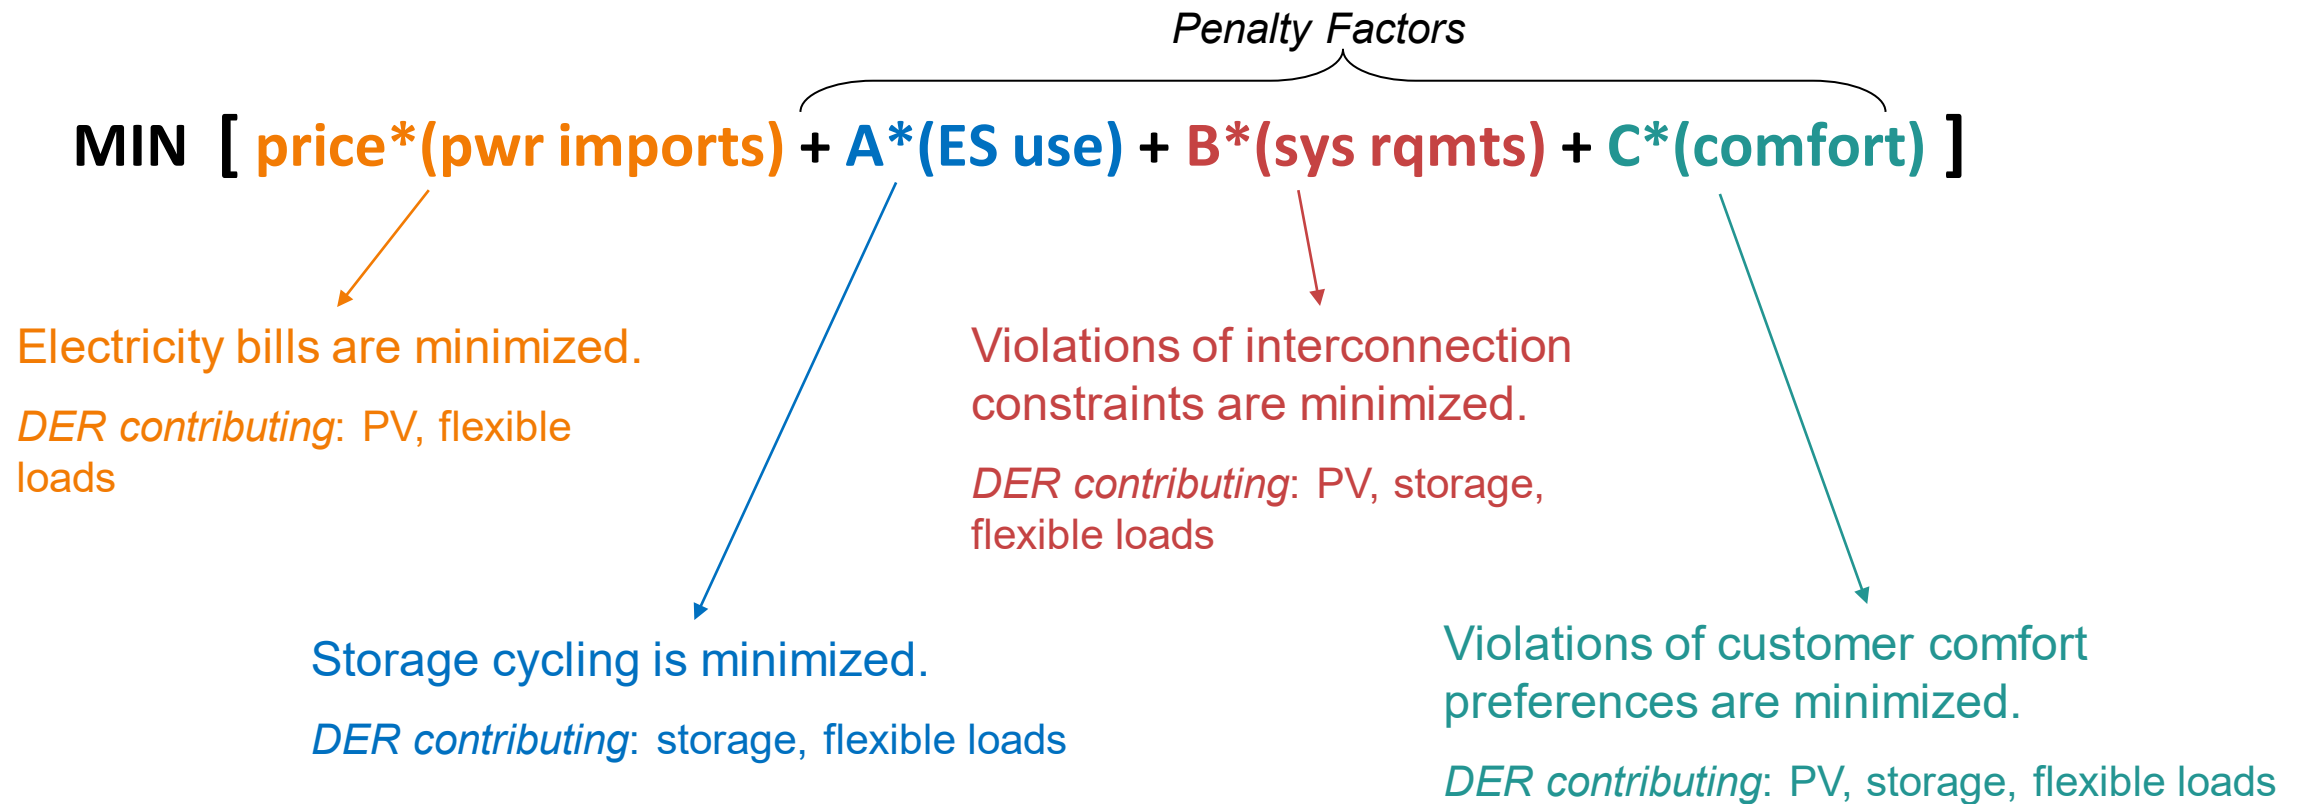 Penalty Factors
MIN [ price*(pwr imports) + A*(ES use) + B*(sys rqmts) + C*(comfort) ]
Electricity bills are minimized.
DER contributing: PV, flexible
loads
Violations of interconnection
constraints are minimized.
DER contributing: PV, storage,
flexible loads
Storage cycling is minimized.
DER contributing: storage, flexible loads
Violations of customer comfort
preferences are minimized.
DER contributing: PV, storage, flexible loads